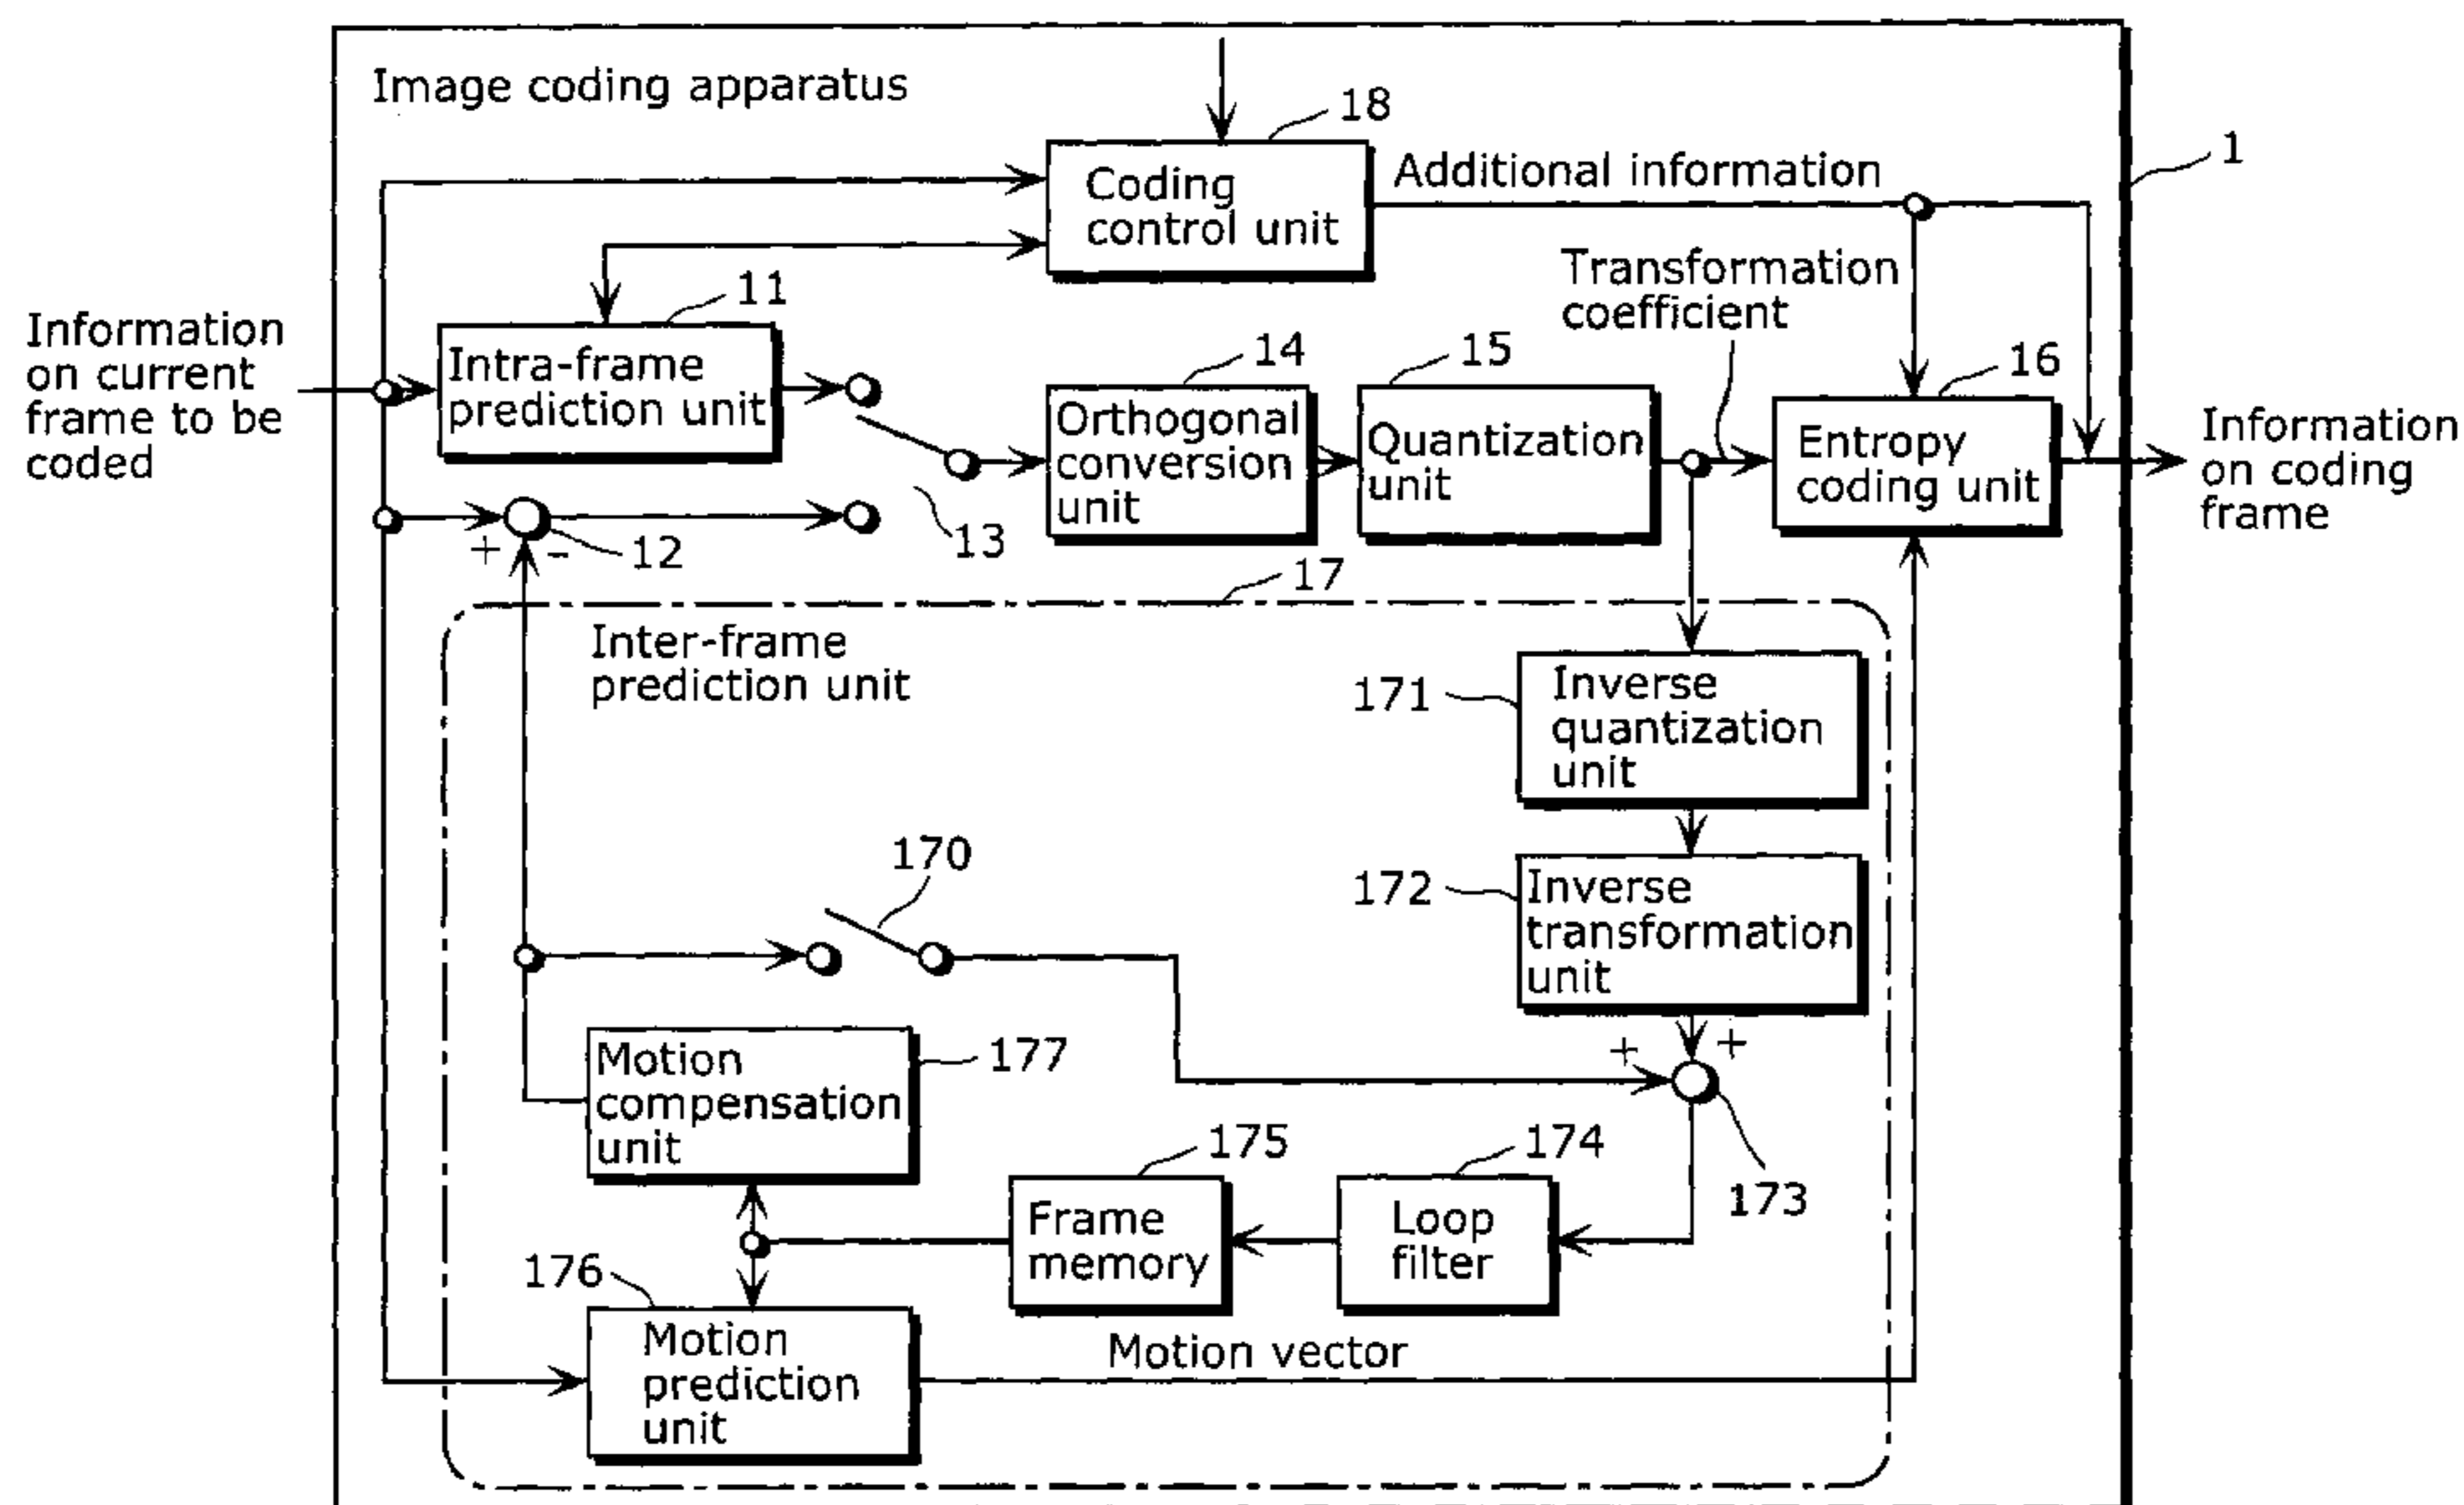 Image coding apparatus
18
1
Coding
control unit
Additional information
Transformation
coefficient
11
Information
on current
frame to be
coded
Intra-frame
prediction unit
14
15
16
Orthogonal
conversion
unit
Quantization
unit
Entropy
coding unit
Information
on coding
frame
+
-
12
13
17
Inter-frame
prediction unit
171
Inverse
quantization
unit
170
172
Inverse
transformation
unit
+
+
177
Motion
compensation
unit
175
174
173
Frame
memory
Loop
filter
176
Motion
prediction
unit
Motion vector